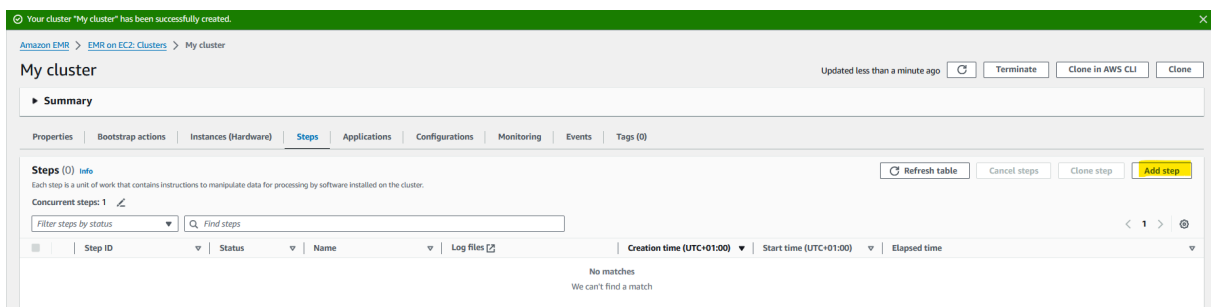 Your cluster "My cluster" has been successfully created.
Amazon EMR > EMR on EC2: Clusters > My cluster
My cluster
Updated less than a minute ago
Terminate
Clone in AWS CLI
Clone
Summary
Properties
Bootstrap actions
Instances (Hardware)
Steps
Applications
Configurations
Monitoring
Events
Tags (0)
Steps (0) Info
Refresh table
Cancel steps
Clone step
Add step
Each step is a unit of work that contains instructions to manipulate data for processing by software installed on the cluster.
Concurrent steps: 1
Filter steps by status
Find steps
< 1 >
Step ID
Status
Name
Log files
Creation time (UTC+01:00)
Start time (UTC+01:00)
Elapsed time
No matches
We can't find a match